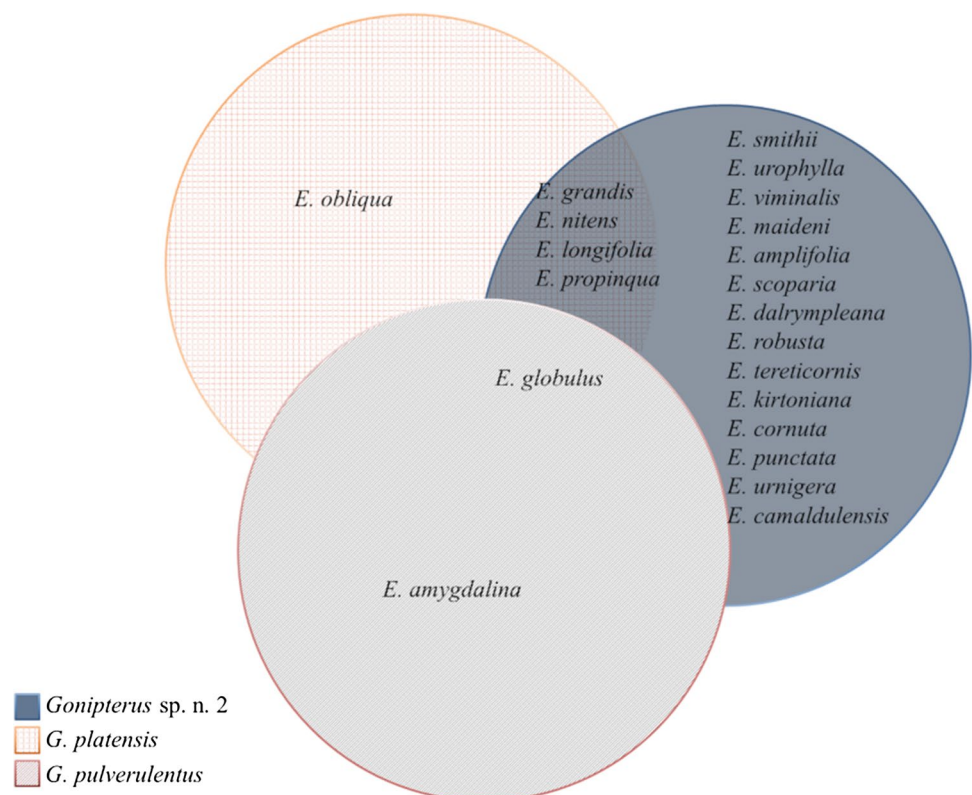 E. obliqua
E. grandis
E. nitens
E. longifolia
E. propinqua
E. smithii
E. urophylla
E. viminalis
E. maideni
E. amplifolia
E. scoparia
E. dalrympleana
E. robusta
E. tereticornis
E. kirtoniana
E. cornuta
E. punctata
E. urnigera
E. camaldulensis
E. globulus
E. amygdalina
Gonipterus sp. n. 2
G. platensis
G. pulverulentus